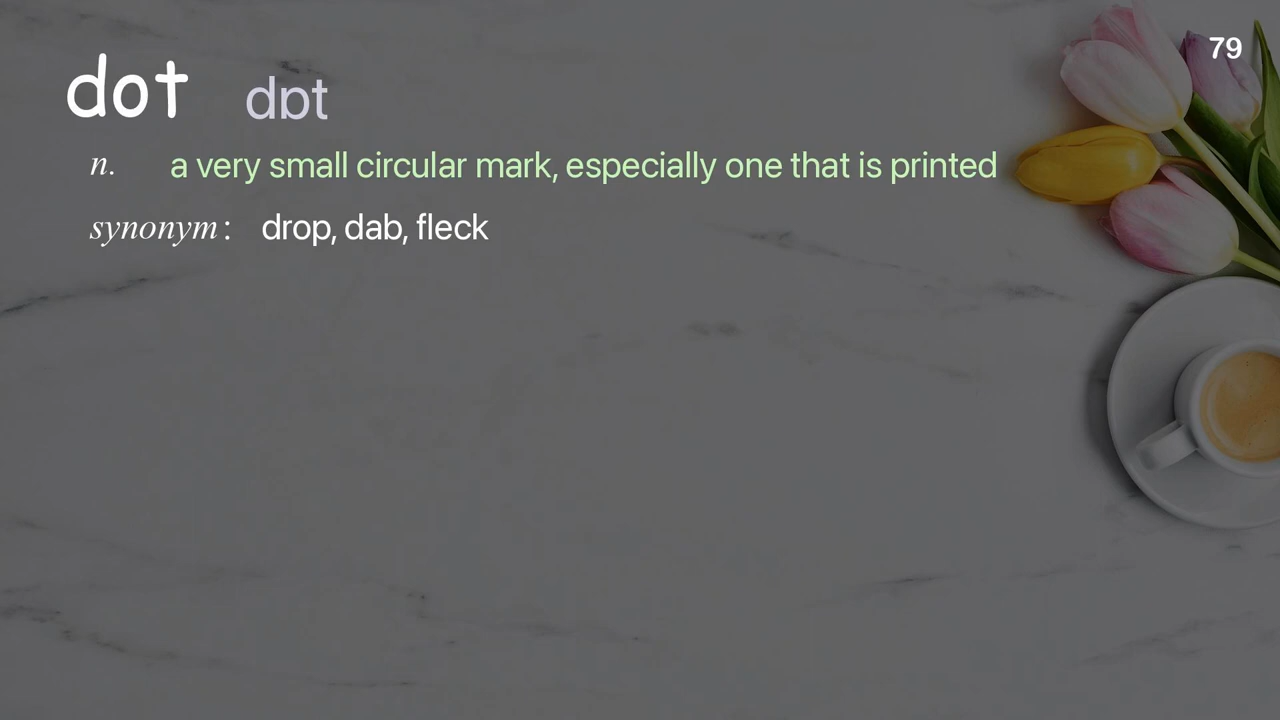 79
dot dɒt
n. a very small circular mark, especially one that is printed
synonym : drop, dab, fleck